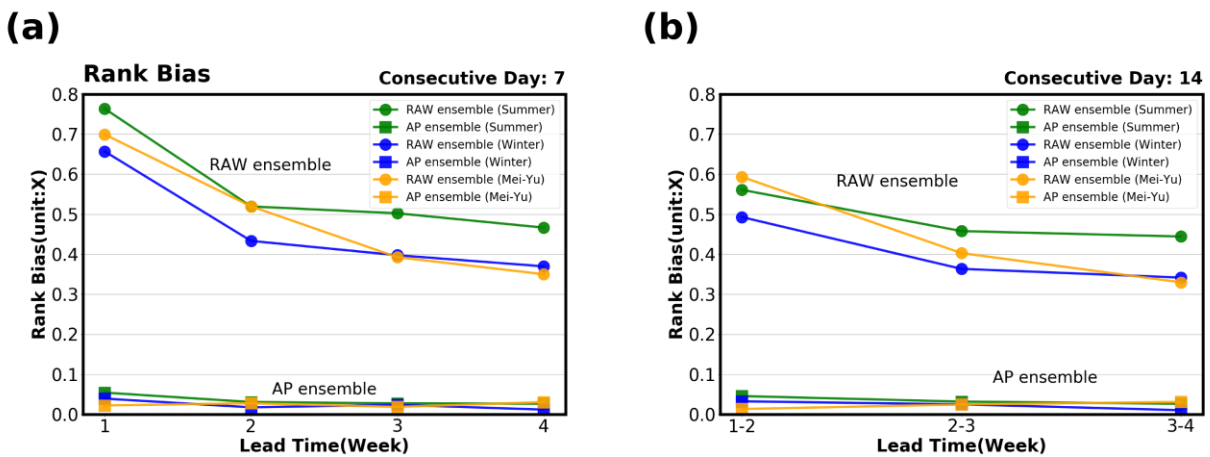 (a)
Rank Bias
Consecutive Day: 7
Rank Bias(unit:X)
0.8
0.7
0.6
0.5
0.4
0.3
0.2
0.1
0.0
RAW ensemble (Summer)
AP ensemble (Summer)
RAW ensemble (Winter)
AP ensemble (Winter)
RAW ensemble (Mei-Yu)
AP ensemble (Mei-Yu)
RAW ensemble
AP ensemble
1 2 3 4
Lead Time(Week)
(b)
Consecutive Day: 14
Rank Bias(unit:X)
0.8
0.7
0.6
0.5
0.4
0.3
0.2
0.1
0.0
RAW ensemble (Summer)
AP ensemble (Summer)
RAW ensemble (Winter)
AP ensemble (Winter)
RAW ensemble (Mei-Yu)
AP ensemble (Mei-Yu)
RAW ensemble
AP ensemble
1-2 2-3 3-4
Lead Time(Week)